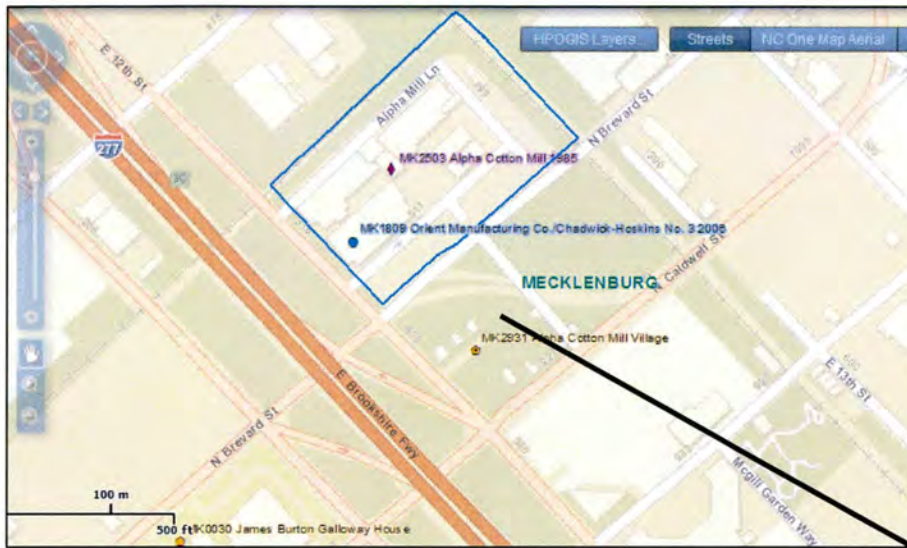 HPOGIS Layers...
Streets
NC One Map Aerial
E 12th St
Alpha Mill Ln
N Brevard St
277
MK2503 Alpha Cotton Mill 1985
MK1809 Orient Manufacturing Co./Chadwick-Hoskins No. 3 2006
MECKLENBURG
N Caldwell St
MK2931 Alpha Cotton Mill Village
E 13th St
E Brookshire Fwy
N Brevard St
Mcgill Garden Way
100 m
500 ft
MK0030 James Burton Galloway House